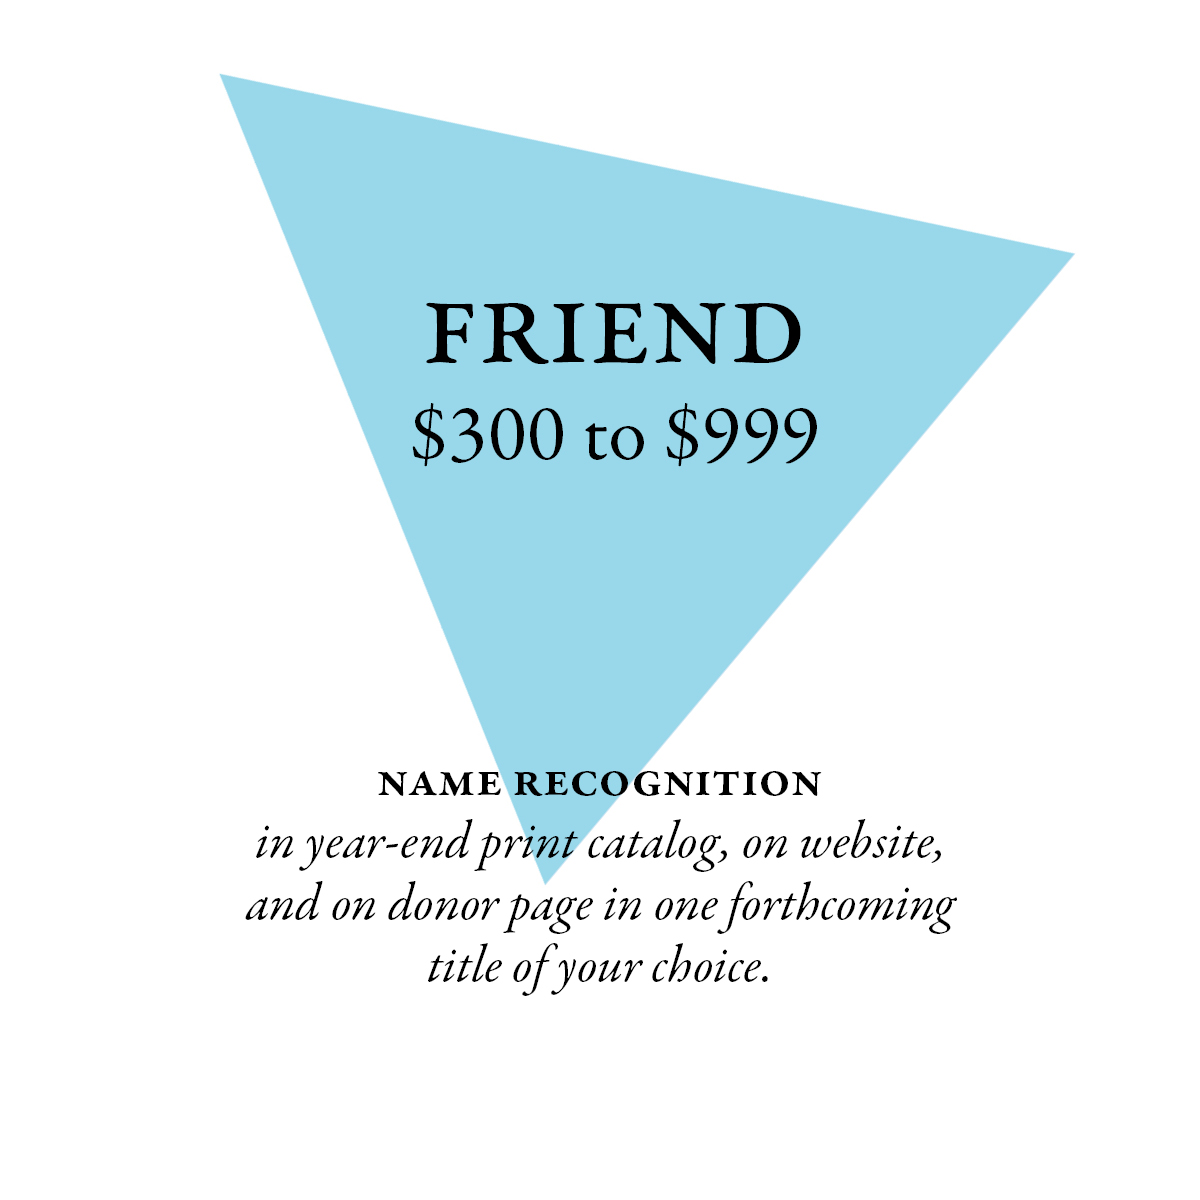 FRIEND
$300 to $999
NAME RECOGNITION
in year-end print catalog, on website,
and on donor page in one forthcoming
title of your choice.